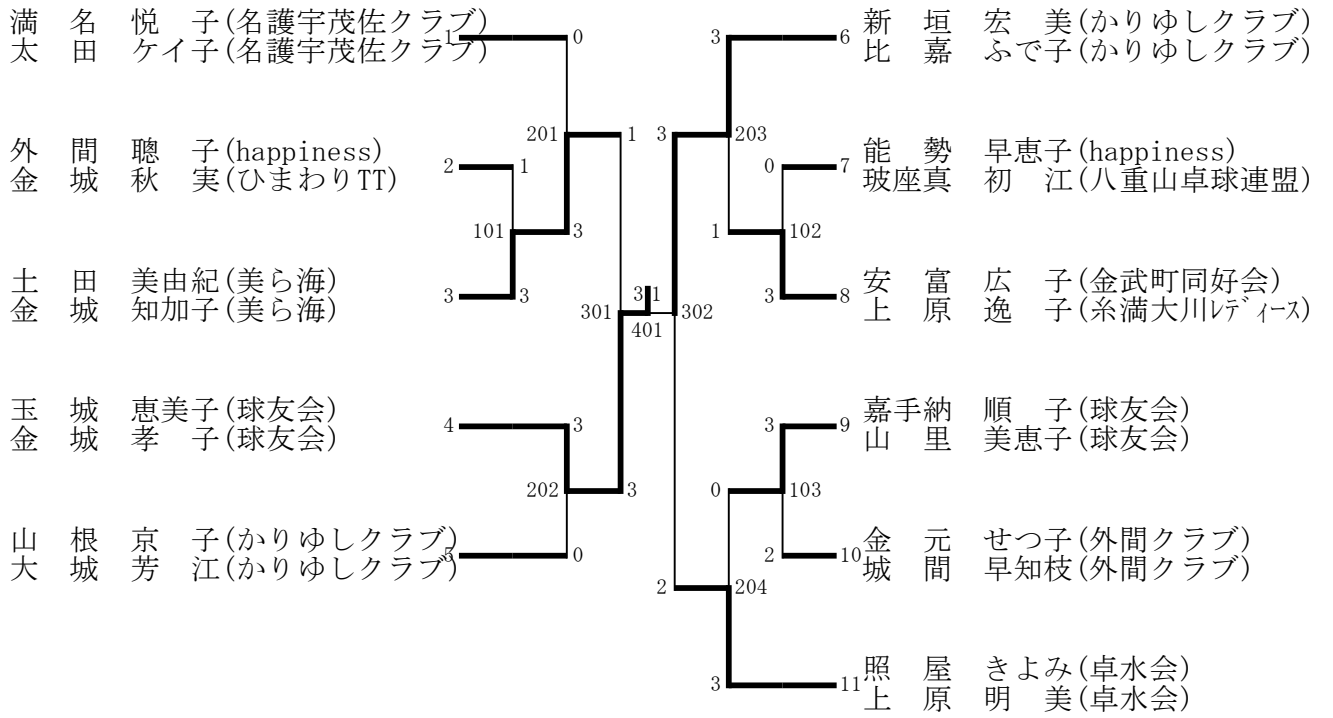 満 名 悦 子(名護宇茂佐クラブ)
太 田 ケイ子(名護宇茂佐クラブ)
1
0
3
6
新 垣 宏 美(かりゆしクラブ)
比 嘉 ふで子(かりゆしクラブ)
201
1
3
203
外 間 聰 子(happiness)
金 城 秋 実(ひまわりTT)
2
1
0
7
能 勢 早恵子(happiness)
玻座真 初 江(八重山卓球連盟)
101
3
1
102
土 田 美由紀(美ら海)
金 城 知加子(美ら海)
3
3
3
8
安 富 広 子(金武町同好会)
上 原 逸 子(糸満大川ﾚﾃﾞｨｰｽ)
301
3
1
302
401
玉 城 恵美子(球友会)
金 城 孝 子(球友会)
4
3
3
9
嘉手納 順 子(球友会)
山 里 美恵子(球友会)
202
3
0
103
山 根 京 子(かりゆしクラブ)
大 城 芳 江(かりゆしクラブ)
5
0
2
10
金 元 せつ子(外間クラブ)
城 間 早知枝(外間クラブ)
2
204
3
11
照 屋 きよみ(卓水会)
上 原 明 美(卓水会)